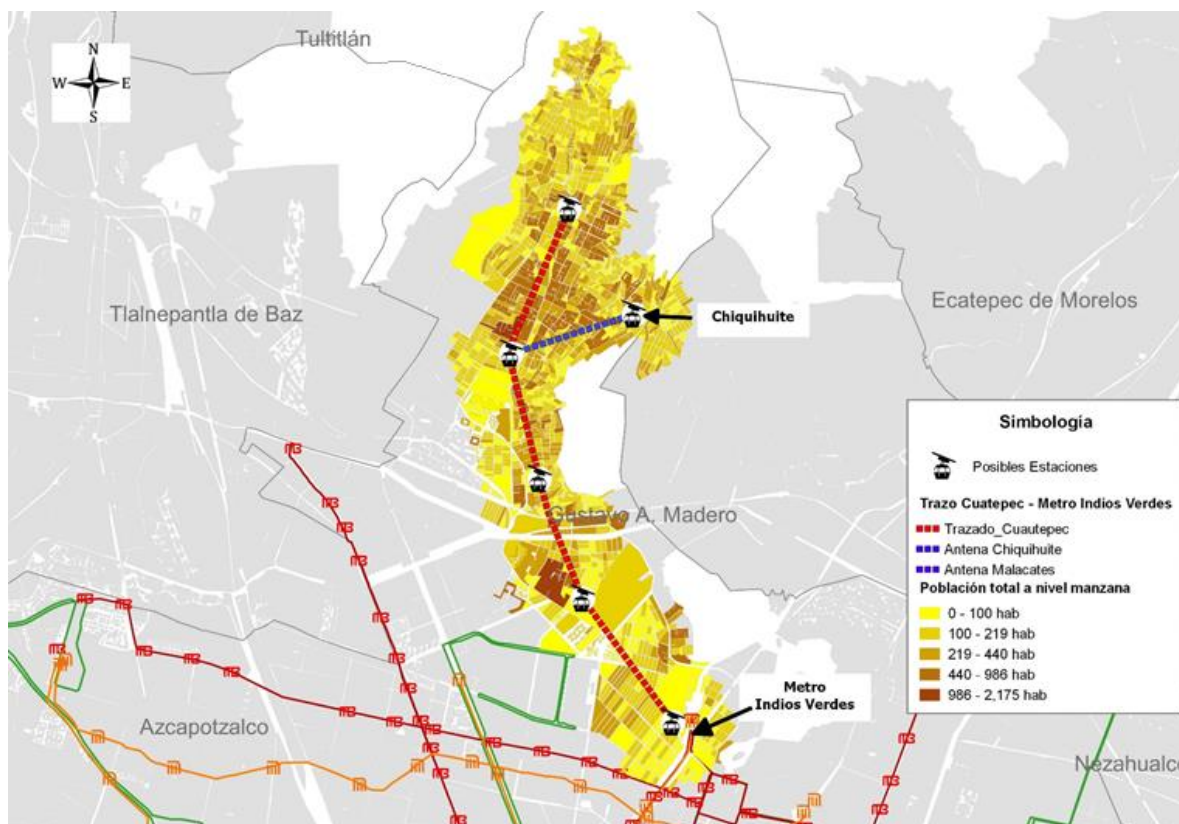 Tultitlán
N
W E
S
Tlalnepantla de Baz
Ecatepec de Morelos
Chiquihuite
Gustavo A. Madero
Metro
Indios Verdes
Azcapotzalco
Nezahualco
Simbología
Posibles Estaciones
Trazo Cuatepec - Metro Indios Verdes
Trazado_Cuautepec
Antena Chiquihuite
Antena Malacates
Población total a nivel manzana
0 - 100 hab
100 - 219 hab
219 - 440 hab
440 - 986 hab
986 - 2,175 hab